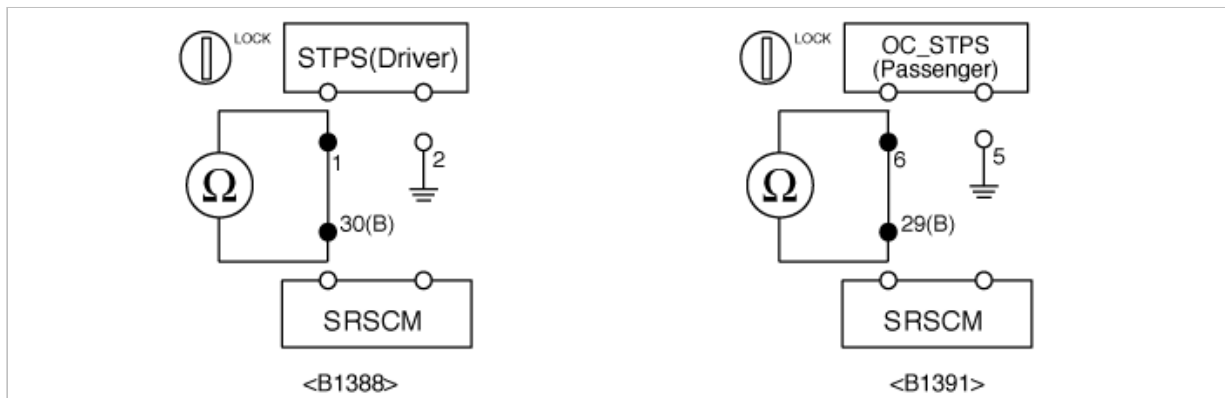 LOCK
STPS(Driver)
1
2
Ω
30(B)
SRSCM
<B1388>
LOCK
OC_STPS
(Passenger)
6
5
Ω
29(B)
SRSCM
<B1391>